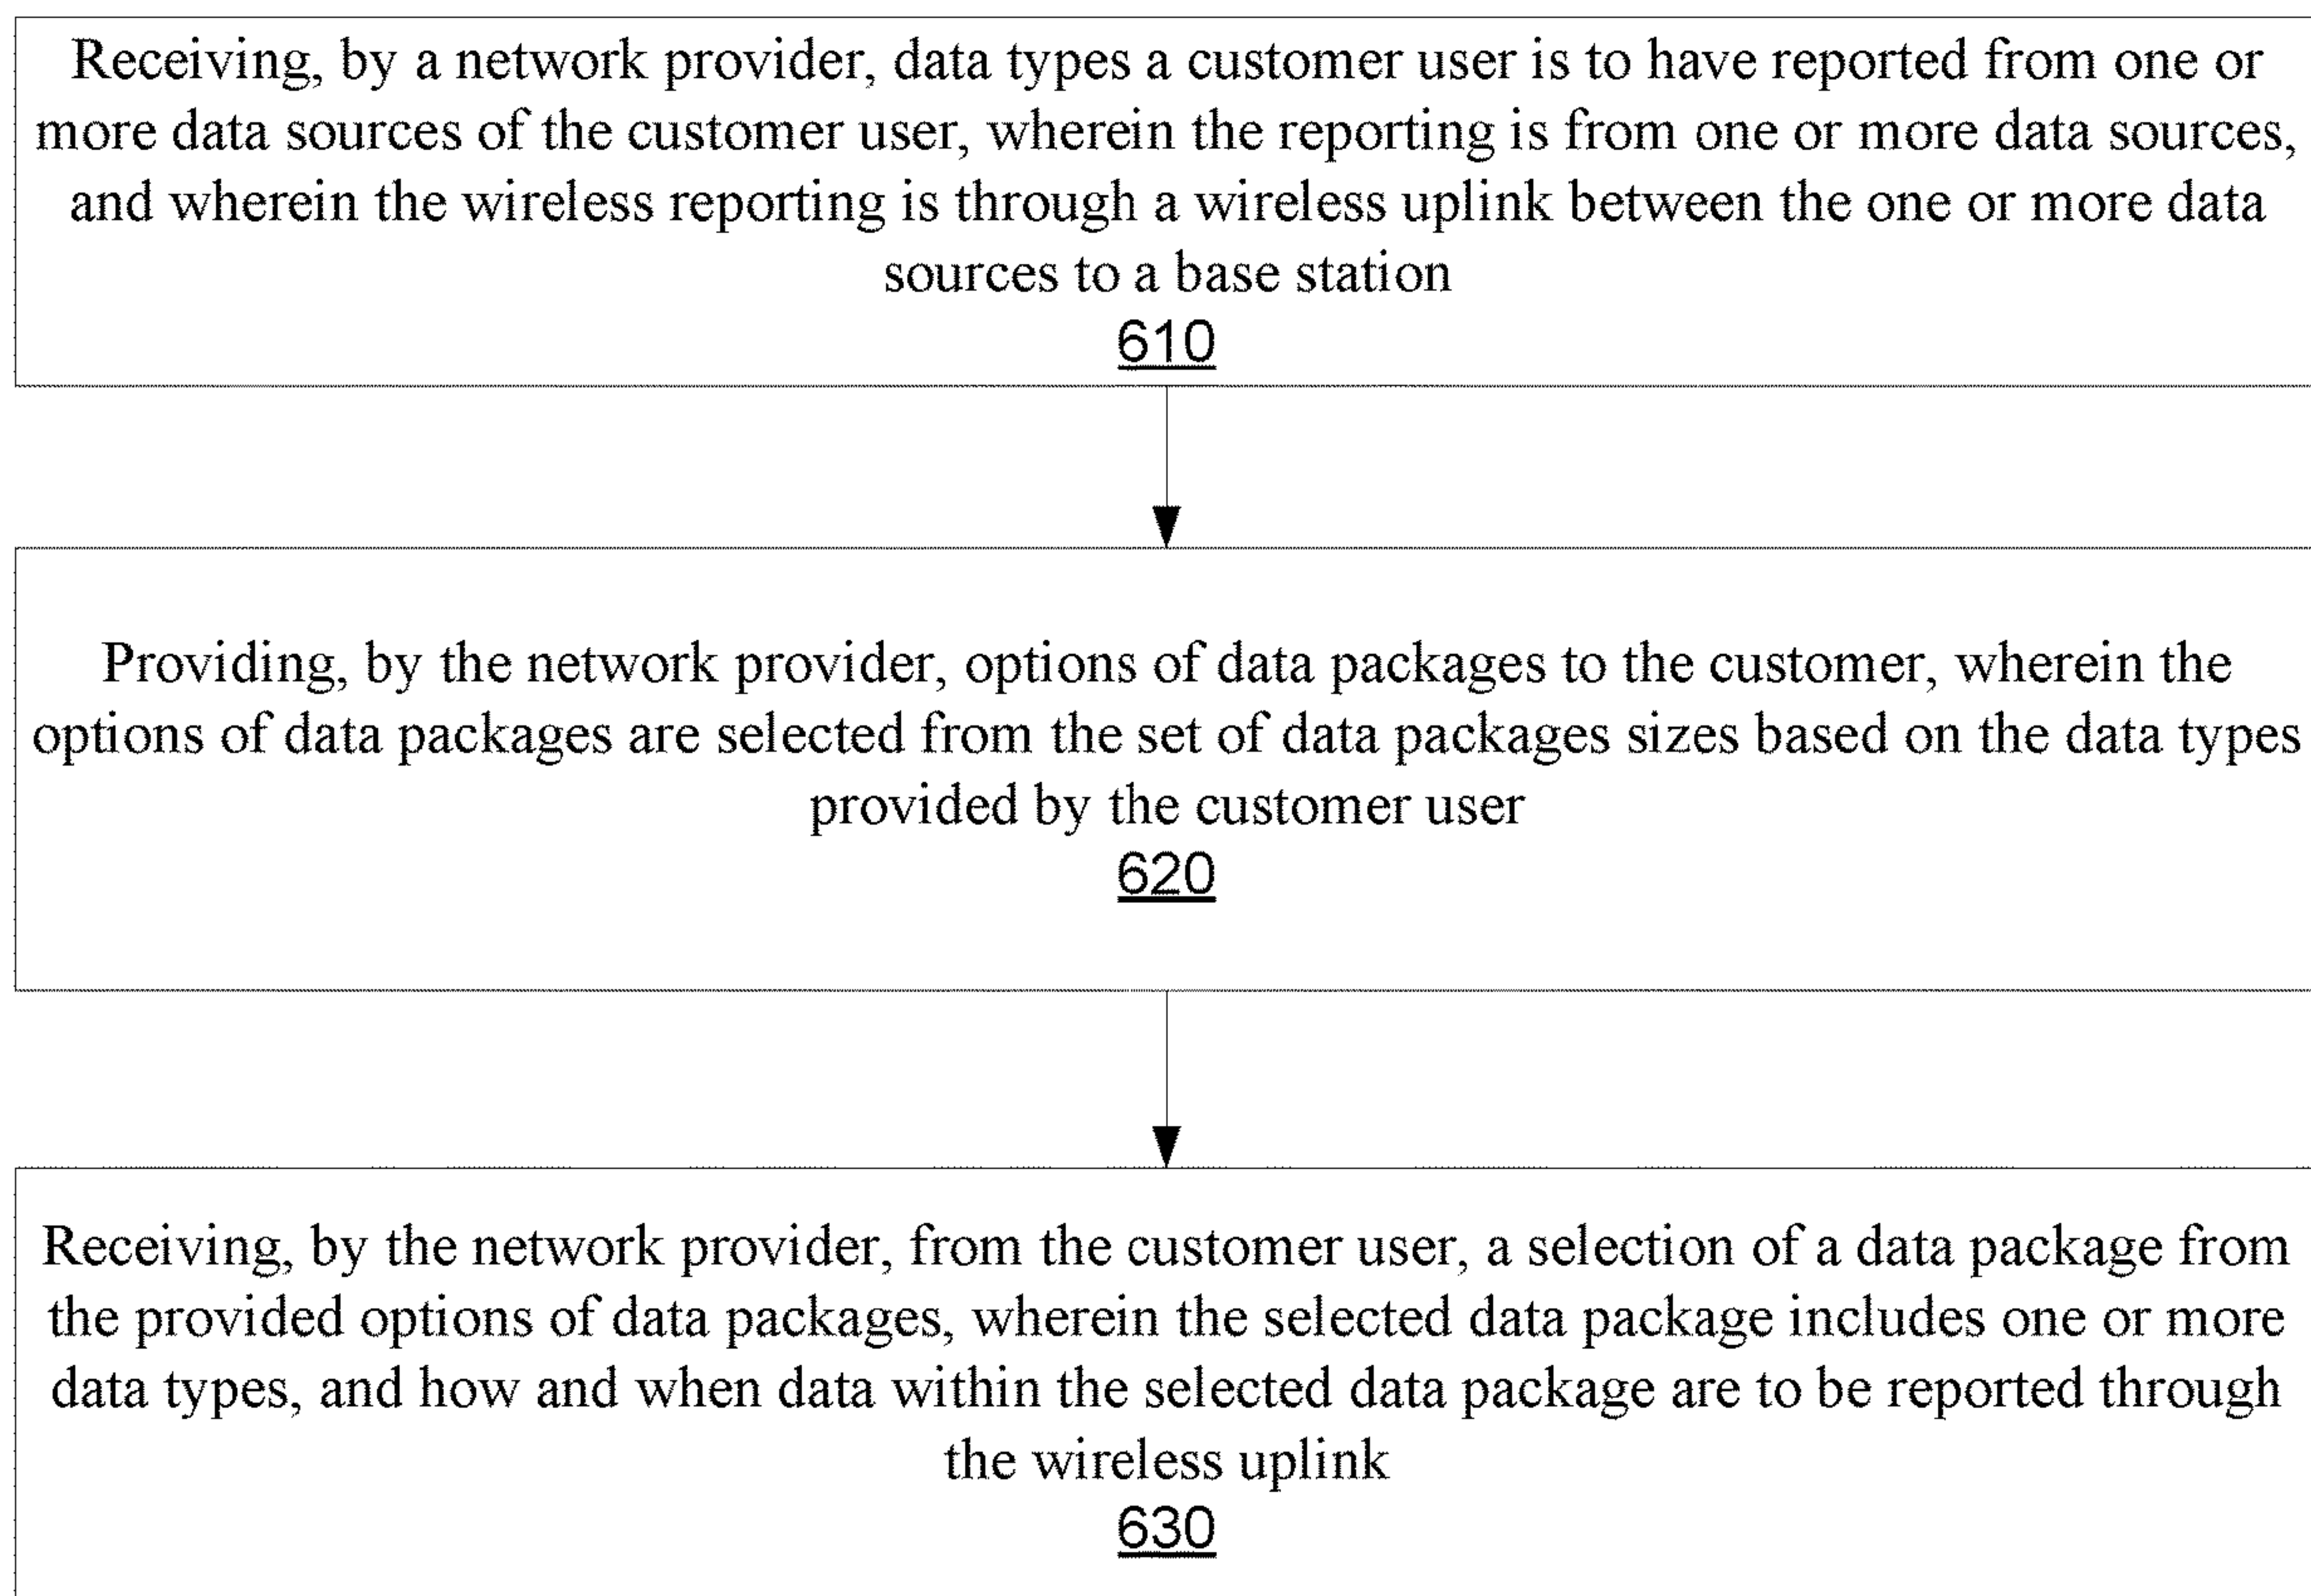 Receiving, by a network provider, data types a customer user is to have reported from one or
more data sources of the customer user, wherein the reporting is from one or more data sources,
and wherein the wireless reporting is through a wireless uplink between the one or more data
sources to a base station
610
Providing, by the network provider, options of data packages to the customer, wherein the
options of data packages are selected from the set of data packages sizes based on the data types
provided by the customer user
620
Receiving, by the network provider, from the customer user, a selection of a data package from
the provided options of data packages, wherein the selected data package includes one or more
data types, and how and when data within the selected data package are to be reported through
the wireless uplink
630